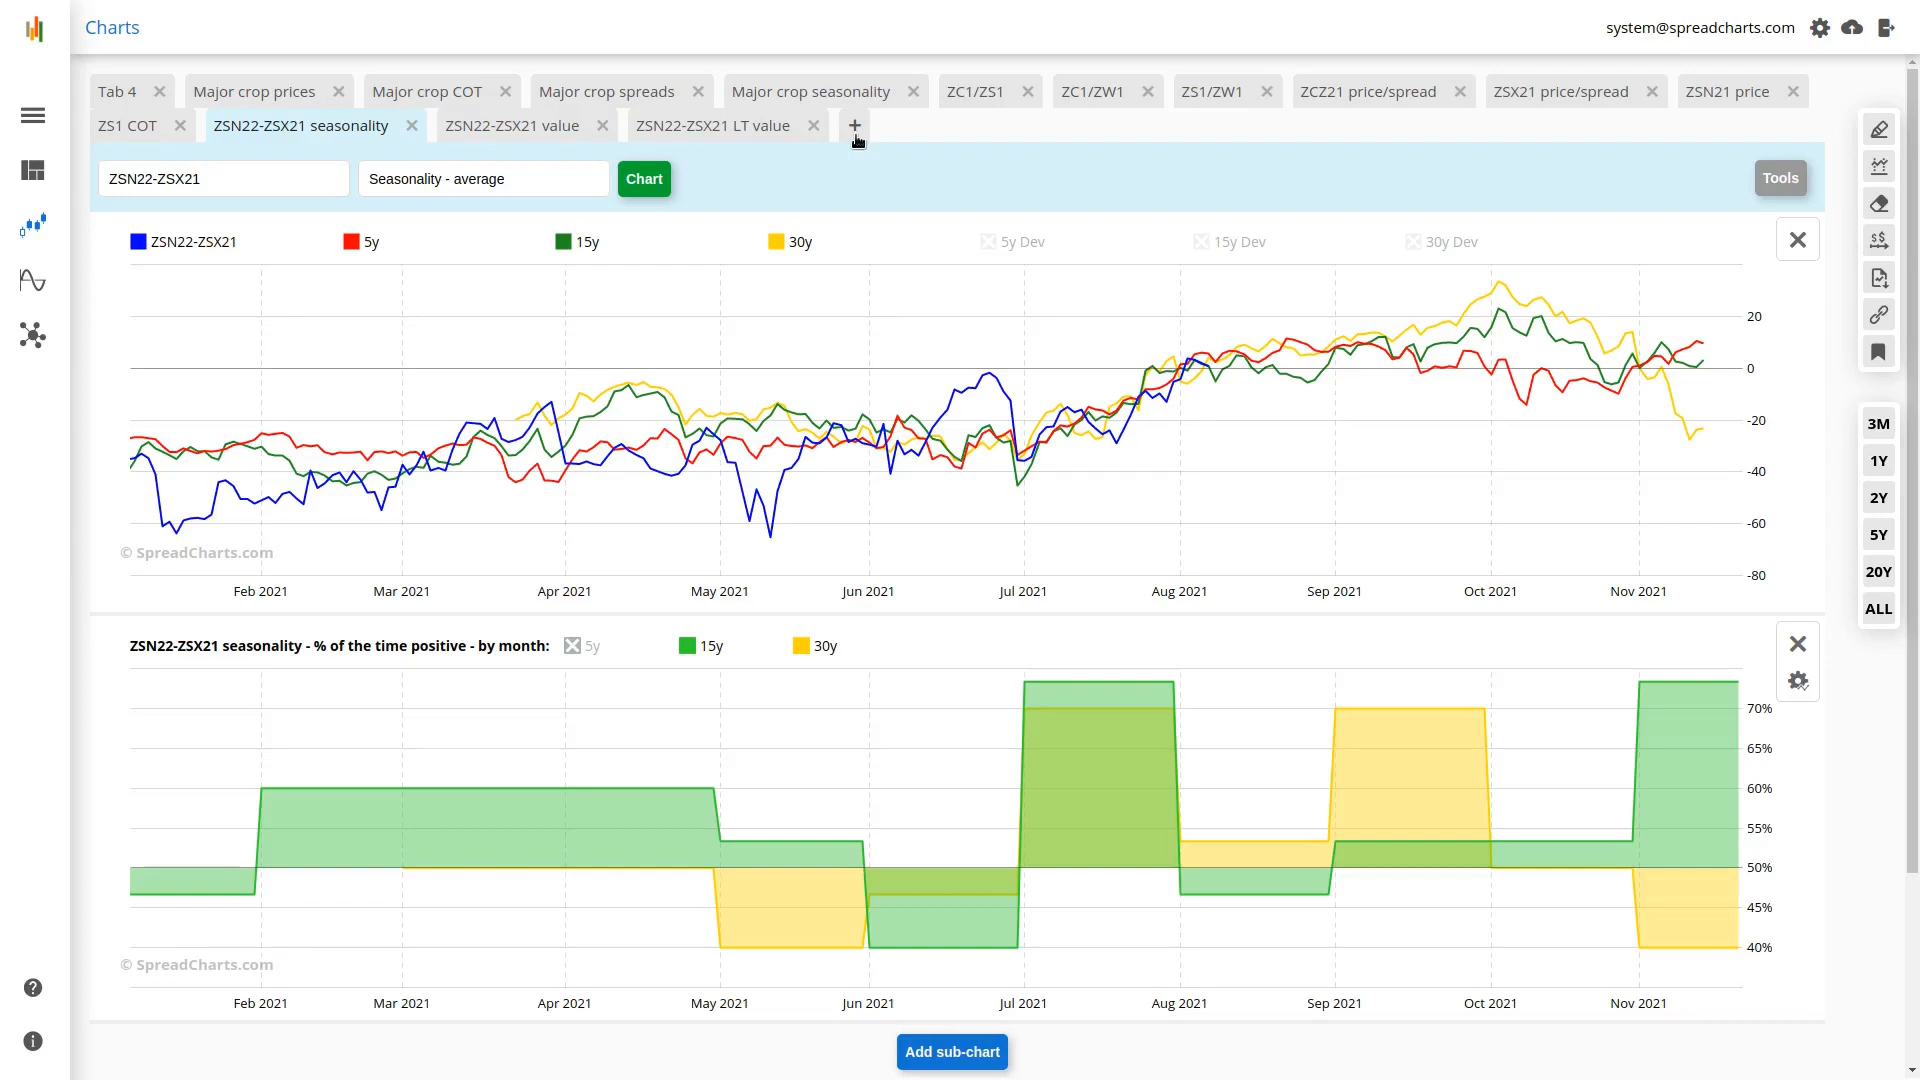 Charts
system@spreadcharts.com
Tab 4 Major crop prices Major crop COT Major crop spreads Major crop seasonality ZC1/ZS1 ZC1/ZW1 ZS1/ZW1 ZCZ21 price/spread ZSX21 price/spread ZSN21 price
ZS1 COT ZSN22-ZSX21 seasonality ZSN22-ZSX21 value ZSN22-ZSX21 LT value +
ZSN22-ZSX21 Seasonality - average Chart Tools
ZSN22-ZSX21 5y 15y 30y 5y Dev 15y Dev 30y Dev
20
0
-20
-40
-60
-80
© SpreadCharts.com
Feb 2021 Mar 2021 Apr 2021 May 2021 Jun 2021 Jul 2021 Aug 2021 Sep 2021 Oct 2021 Nov 2021
ZSN22-ZSX21 seasonality - % of the time positive - by month: 5y 15y 30y
70%
65%
60%
55%
50%
45%
40%
© SpreadCharts.com
Feb 2021 Mar 2021 Apr 2021 May 2021 Jun 2021 Jul 2021 Aug 2021 Sep 2021 Oct 2021 Nov 2021
Add sub-chart
$$
3M
1Y
2Y
5Y
20Y
ALL